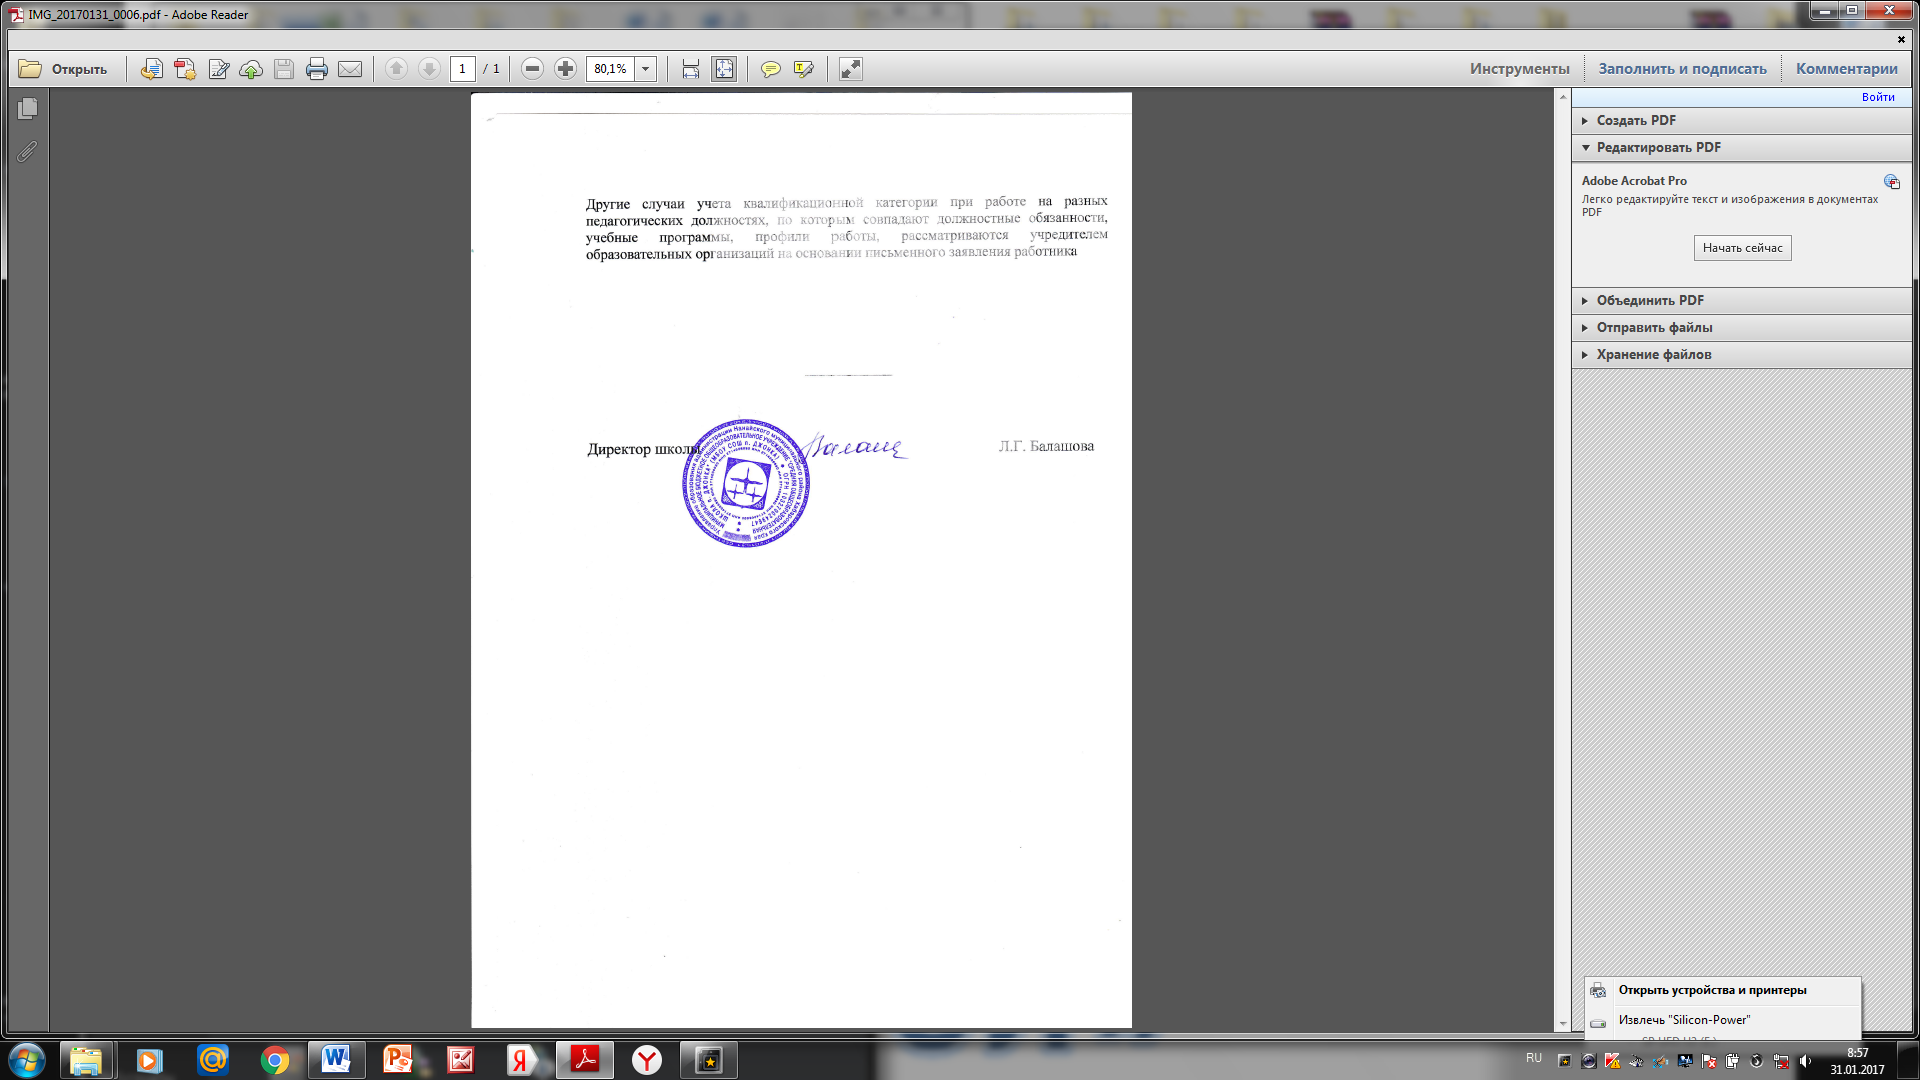 IMG_20170131_0006.pdf - Adobe Reader
Открыть
1 / 1
80,1%
Инструменты
Заполнить и подписать
Комментарии
Войти
Создать PDF
Редактировать PDF
Adobe Acrobat Pro
Легко редактируйте текст и изображения в документах
PDF
Начать сейчас
Объединить PDF
Отправить файлы
Хранение файлов
Другие случаи учета квалификационной категории при работе на разных
педагогических должностях, по которым совпадают должностные обязанности,
учебные программы, профили работы, рассматриваются учредителем
образовательных организаций на основании письменного заявления работника
Директор школы
Л.Г. Балашова
Открыть устройства и принтеры
Извлечь "Silicon-Power"
RU
8:57
31.01.2017